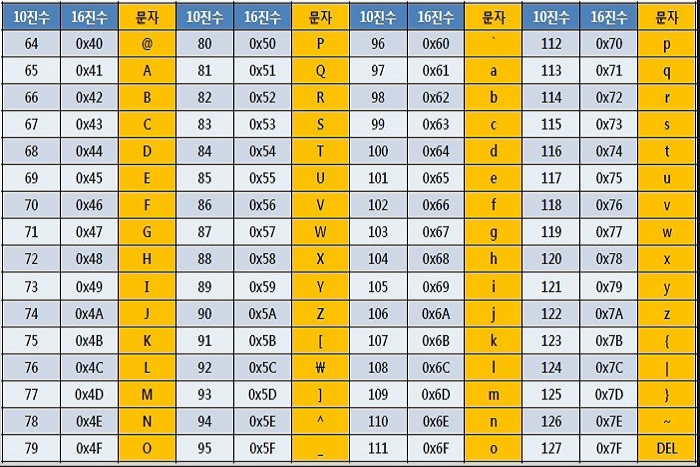 10진수 16진수 문자 10진수 16진수 문자 10진수 16진수 문자 10진수 16진수 문자
64 0x40 @ 80 0x50 P 96 0x60 ` 112 0x70 p
65 0x41 A 81 0x51 Q 97 0x61 a 113 0x71 q
66 0x42 B 82 0x52 R 98 0x62 b 114 0x72 r
67 0x43 C 83 0x53 S 99 0x63 c 115 0x73 s
68 0x44 D 84 0x54 T 100 0x64 d 116 0x74 t
69 0x45 E 85 0x55 U 101 0x65 e 117 0x75 u
70 0x46 F 86 0x56 V 102 0x66 f 118 0x76 v
71 0x47 G 87 0x57 W 103 0x67 g 119 0x77 w
72 0x48 H 88 0x58 X 104 0x68 h 120 0x78 x
73 0x49 I 89 0x59 Y 105 0x69 i 121 0x79 y
74 0x4A J 90 0x5A Z 106 0x6A j 122 0x7A z
75 0x4B K 91 0x5B [ 107 0x6B k 123 0x7B {
76 0x4C L 92 0x5C ₩ 108 0x6C l 124 0x7C |
77 0x4D M 93 0x5D ] 109 0x6D m 125 0x7D }
78 0x4E N 94 0x5E ^ 110 0x6E n 126 0x7E ~
79 0x4F O 95 0x5F _ 111 0x6F o 127 0x7F DEL